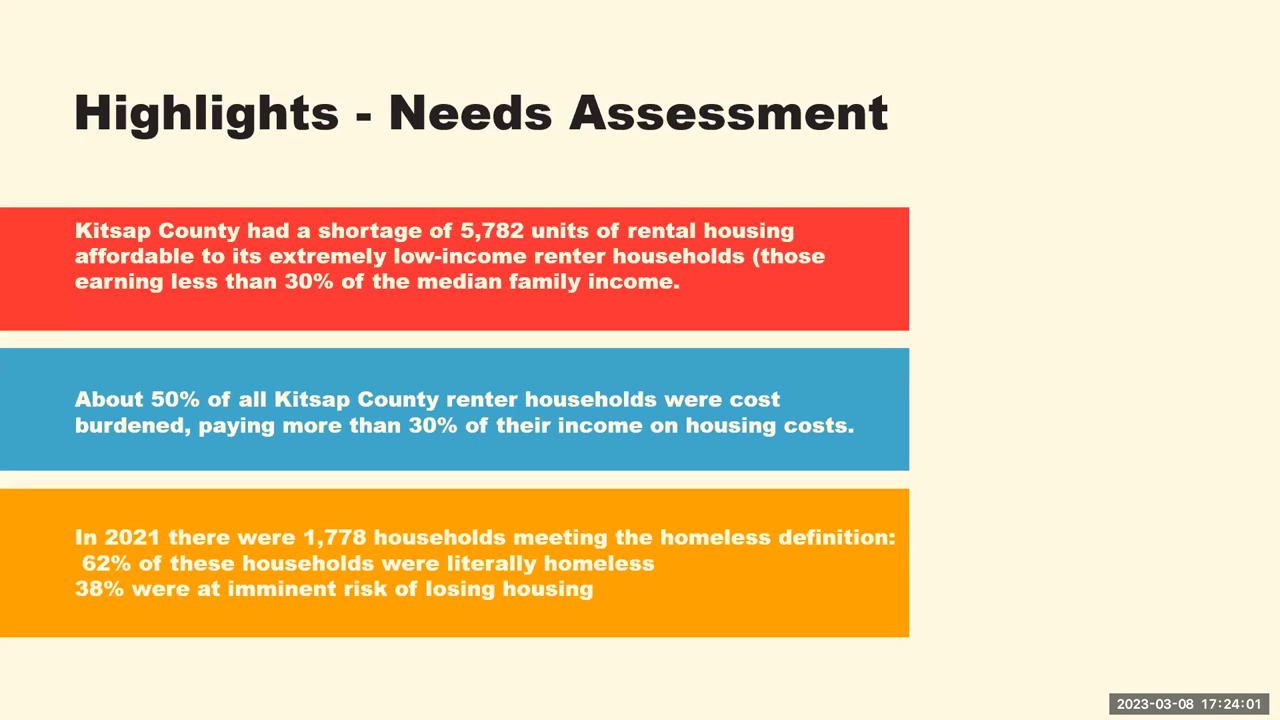 Highlights - Needs Assessment
Kitsap County had a shortage of 5,782 units of rental housing
affordable to its extremely low-income renter households (those
earning less than 30% of the median family income.
About 50% of all Kitsap County renter households were cost
burdened, paying more than 30% of their income on housing costs.
In 2021 there were 1,778 households meeting the homeless definition:
62% of these households were literally homeless
38% were at imminent risk of losing housing
2023-03-08 17:24:01